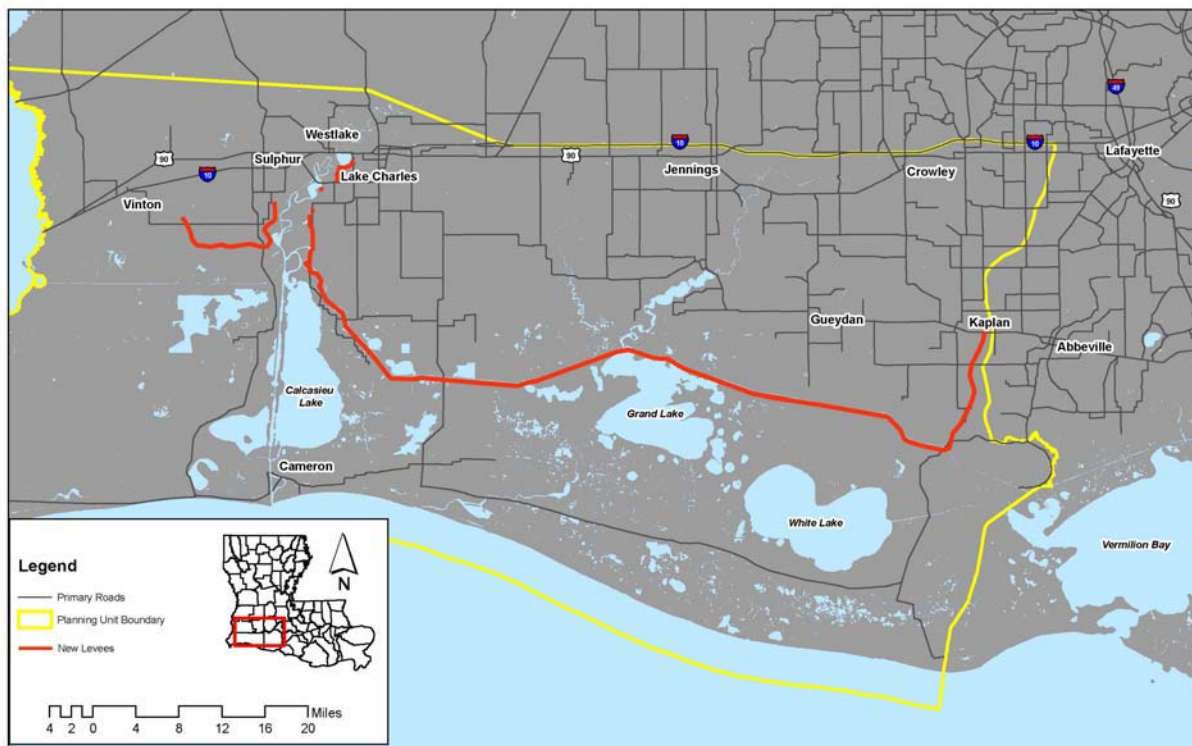 49
Westlake
10
90
Sulphur
90
10
10
Lafayette
Lake Charles
Jennings
Crowley
Vinton
90
Gueydan
Kaplan
Abbeville
Calcasieu
Lake
Grand Lake
Cameron
White Lake
Vermilion Bay
Legend
N
Primary Roads
Planning Unit Boundary
New Levees
Miles
4 2 0 4 8 12 16 20